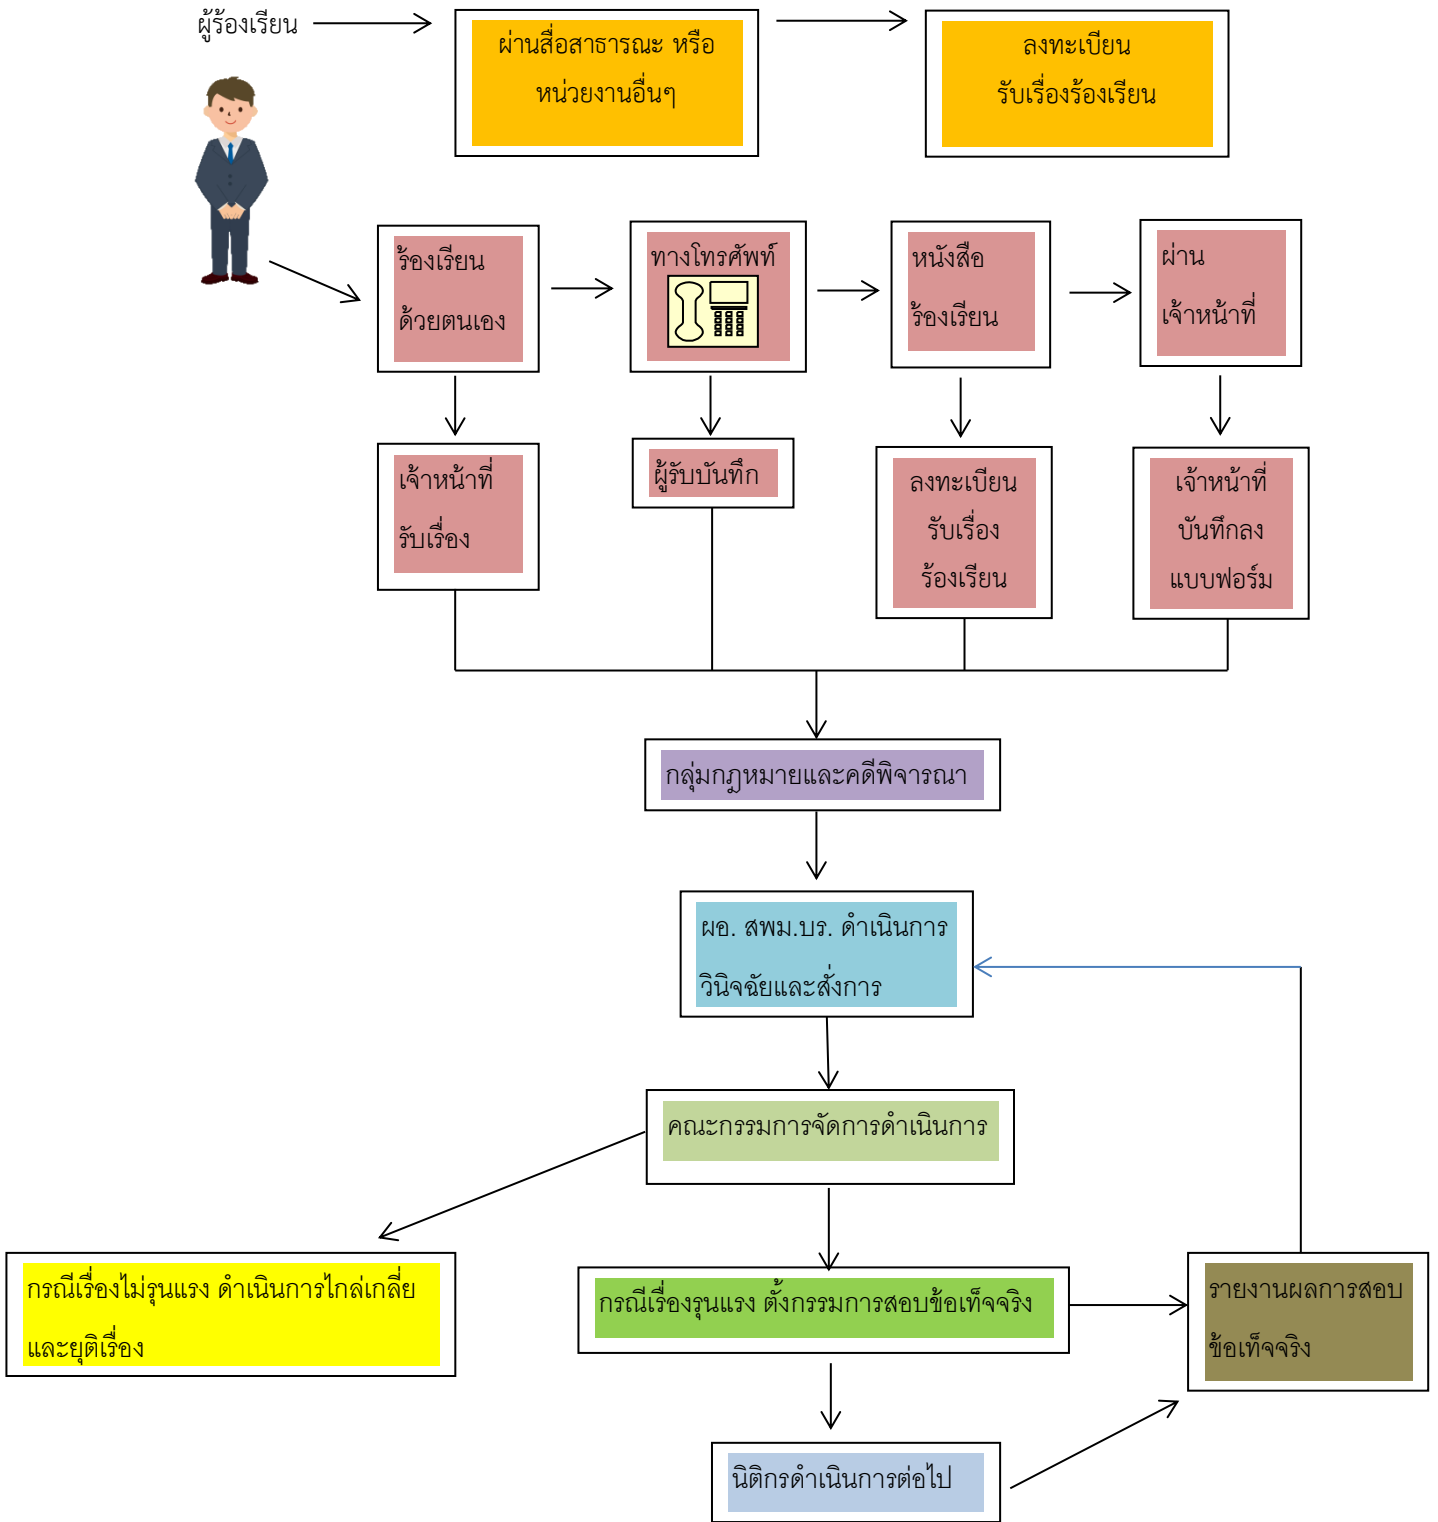 ผู้ร้องเรียน
ผ่านสื่อสาธารณะ หรือ
หน่วยงานอื่นๆ
ลงทะเบียน
รับเรื่องร้องเรียน
ร้องเรียน
ด้วยตนเอง
ทางโทรศัพท์
หนังสือ
ร้องเรียน
ผ่าน
เจ้าหน้าที่
เจ้าหน้าที่
รับเรื่อง
ผู้รับบันทึก
ลงทะเบียน
รับเรื่อง
ร้องเรียน
เจ้าหน้าที่
บันทึกลง
แบบฟอร์ม
กลุ่มกฎหมายและคดีพิจารณา
ผอ. สพม.บร. ดำเนินการ
วินิจฉัยและสั่งการ
คณะกรรมการจัดการดำเนินการ
กรณีเรื่องไม่รุนแรง ดำเนินการไกล่เกลี่ย
และยุติเรื่อง
กรณีเรื่องรุนแรง ตั้งกรรมการสอบข้อเท็จจริง
รายงานผลการสอบ
ข้อเท็จจริง
นิติกรดำเนินการต่อไป